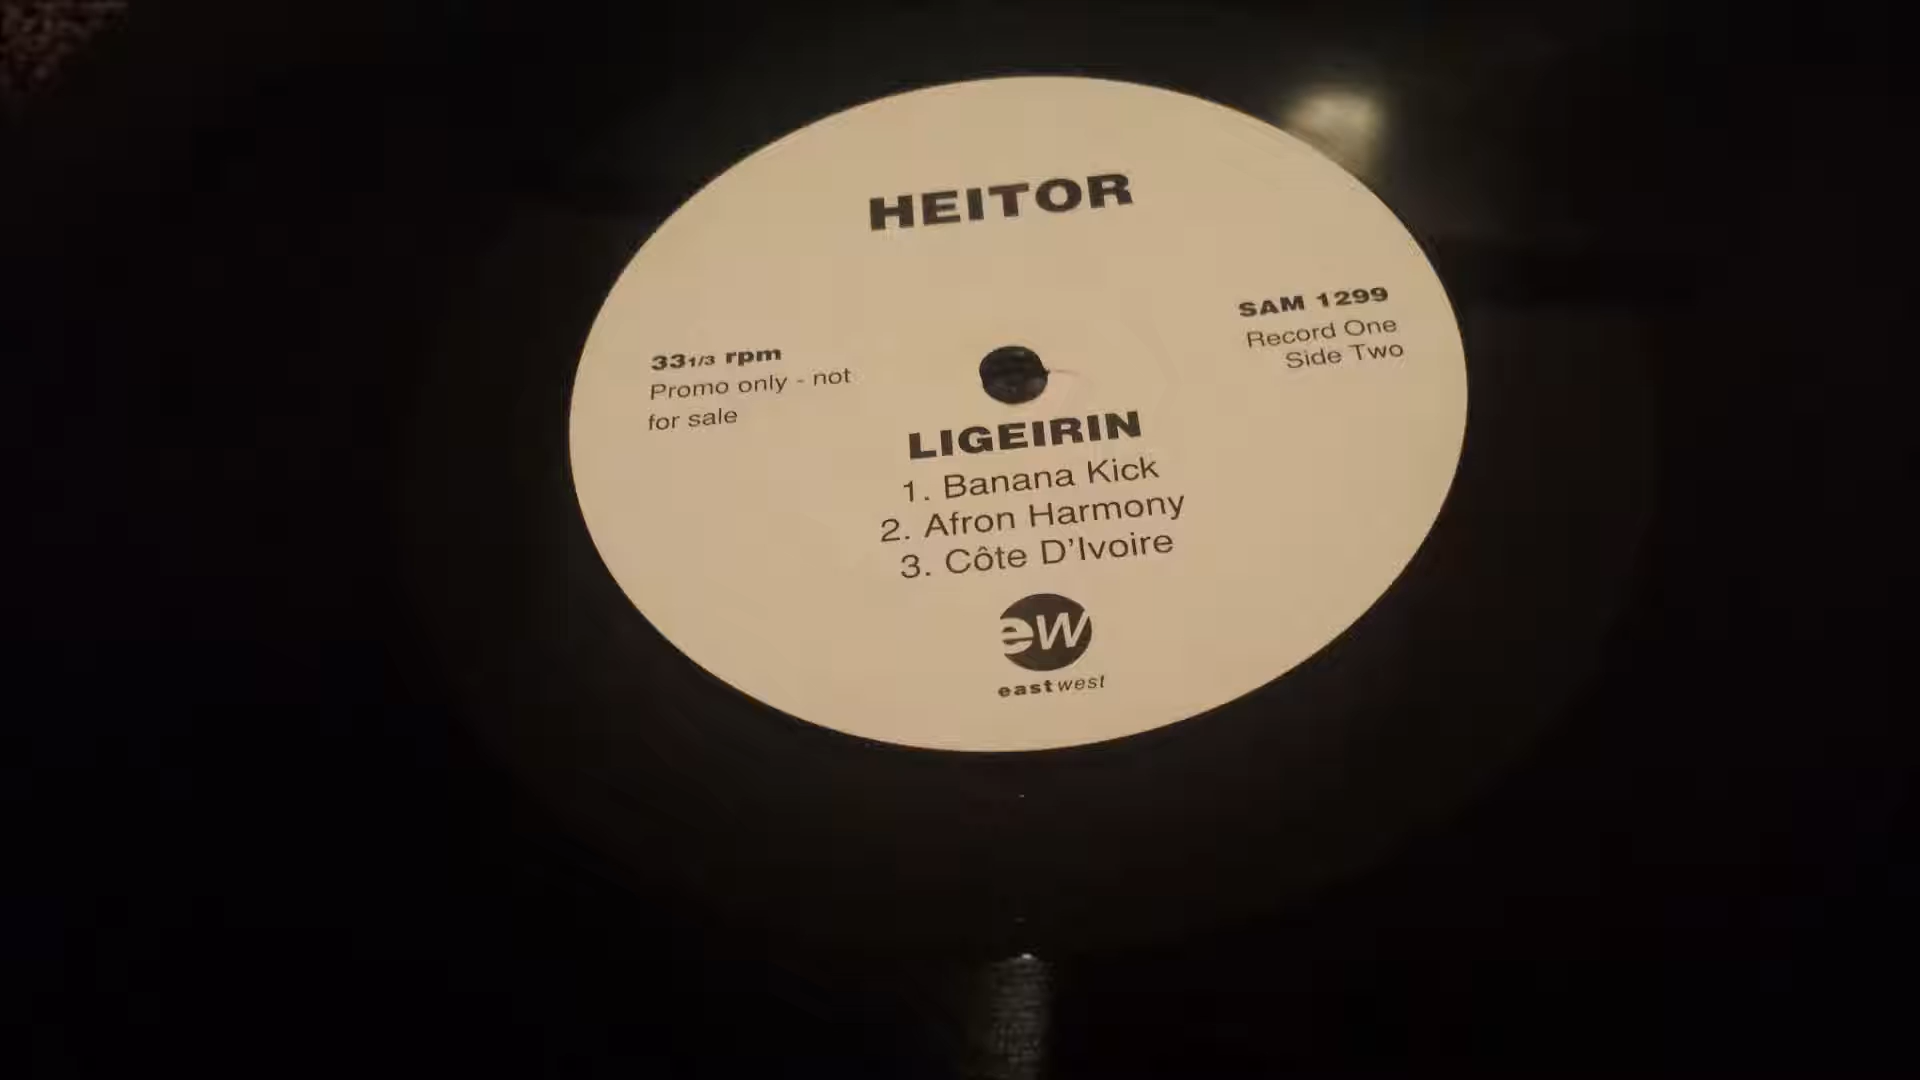 HEITOR
33 1/3 rpm
Promo only - not
for sale
SAM 1299
Record One
Side Two
LIGEIRIN
1. Banana Kick
2. Afron Harmony
3. Côte D'Ivoire
ew
eastwest